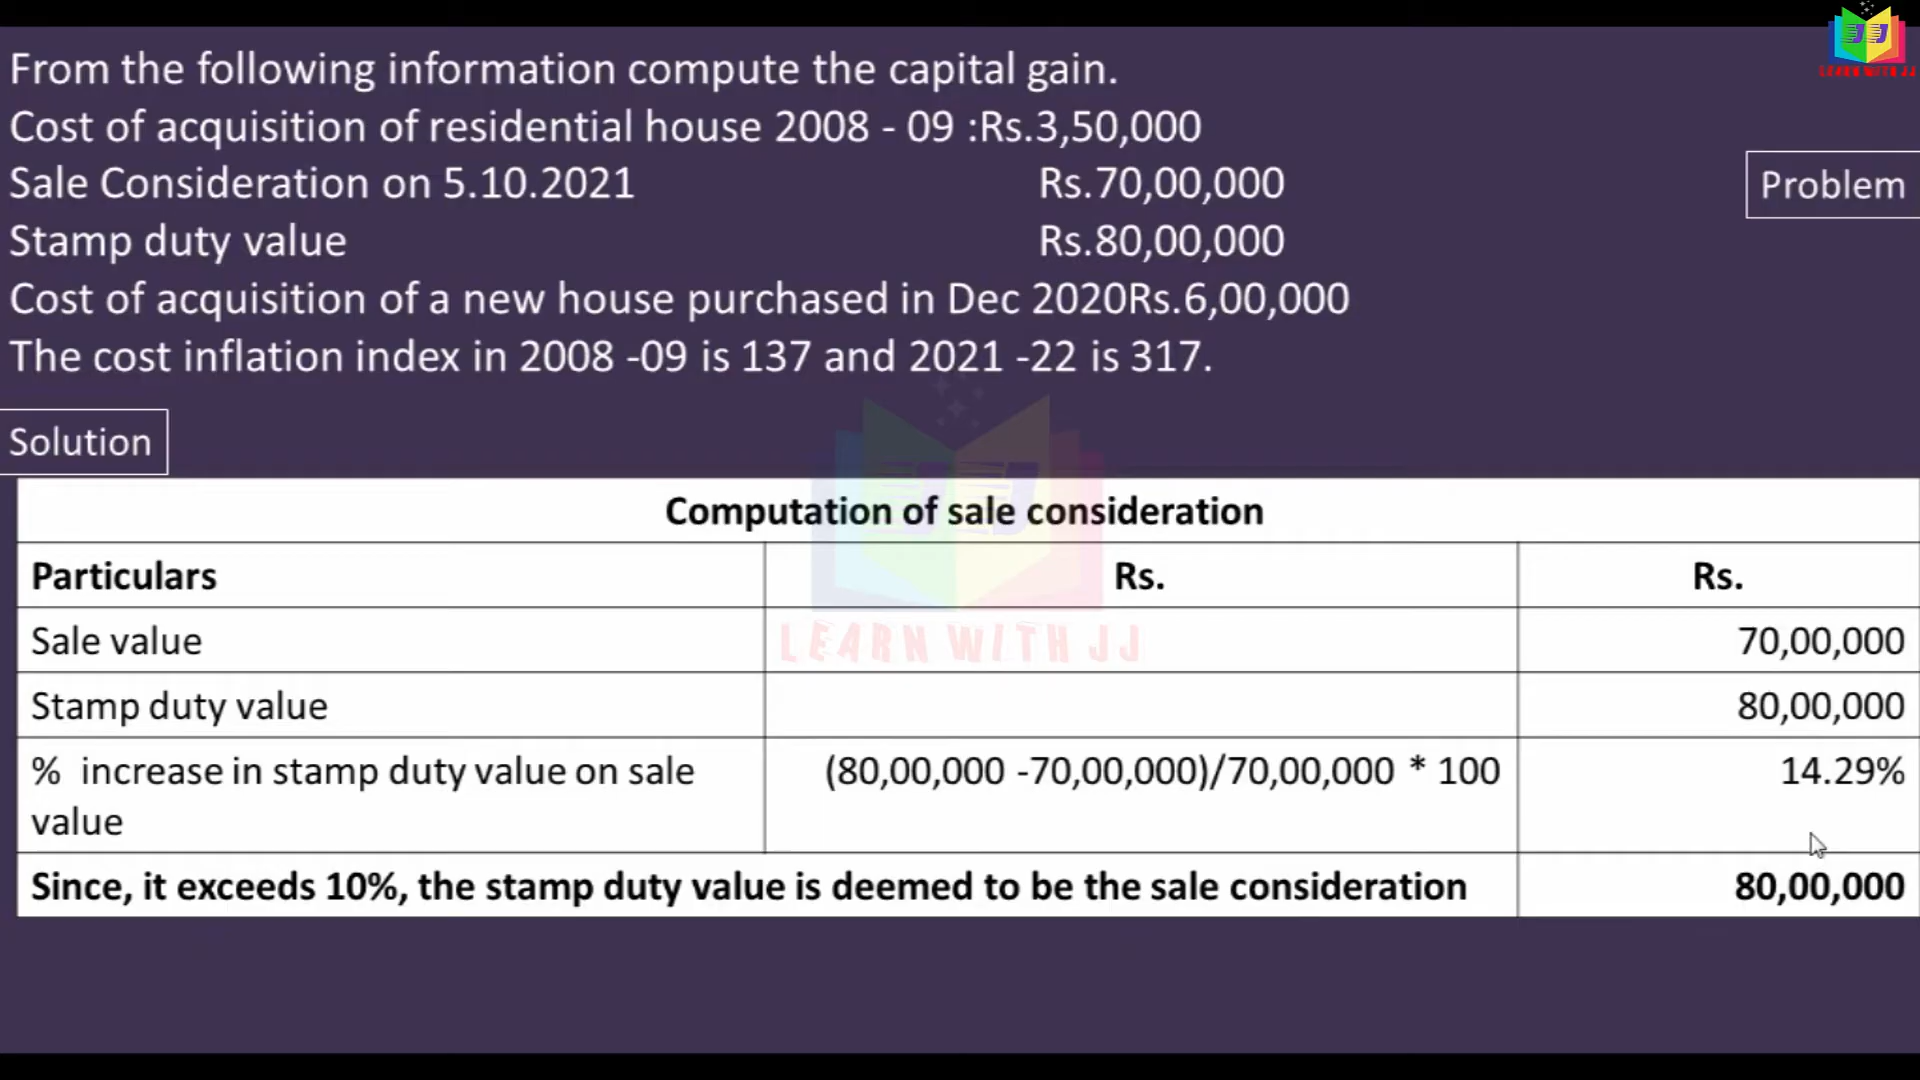 From the following information compute the capital gain.
Cost of acquisition of residential house 2008 - 09 :Rs.3,50,000
Sale Consideration on 5.10.2021 Rs.70,00,000
Stamp duty value Rs.80,00,000
Cost of acquisition of a new house purchased in Dec 2020Rs.6,00,000
The cost inflation index in 2008 -09 is 137 and 2021 -22 is 317.
LEARN WITH JJ
Problem
Solution
Computation of sale consideration
Particulars Rs. Rs.
Sale value 70,00,000
LEARN WITH JJ
Stamp duty value 80,00,000
% increase in stamp duty value on sale (80,00,000 -70,00,000)/70,00,000 * 100 14.29%
value
Since, it exceeds 10%, the stamp duty value is deemed to be the sale consideration 80,00,000